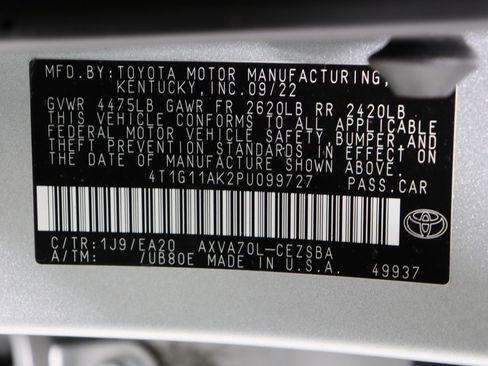 MFD.BY:TOYOTA MOTOR MANUFACTURING,
KENTUCKY,INC.09/22
GVWR 4475LB GAWR FR 2620LB RR 2420LB
THIS VEHICLE CONFORMS TO ALL APPLICABLE
FEDERAL MOTOR VEHICLE SAFETY,BUMPER,AND
THEFT PREVENTION STANDARDS IN EFFECT ON
THE DATE OF MANUFACTURE SHOWN ABOVE.
4T1G11AK2PU099727 PASS.CAR
C/TR:1J9/EA20 AXVA70L-CEZSBA
A/TM: /UB80E MADE IN U.S.A. 49937